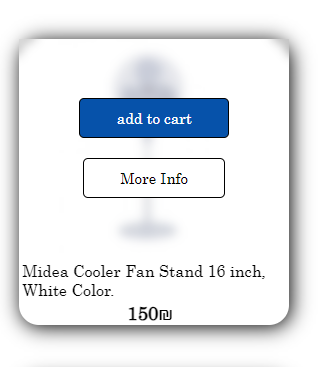 add to cart
More Info
Midea Cooler Fan Stand 16 inch,
White Color.
150₪